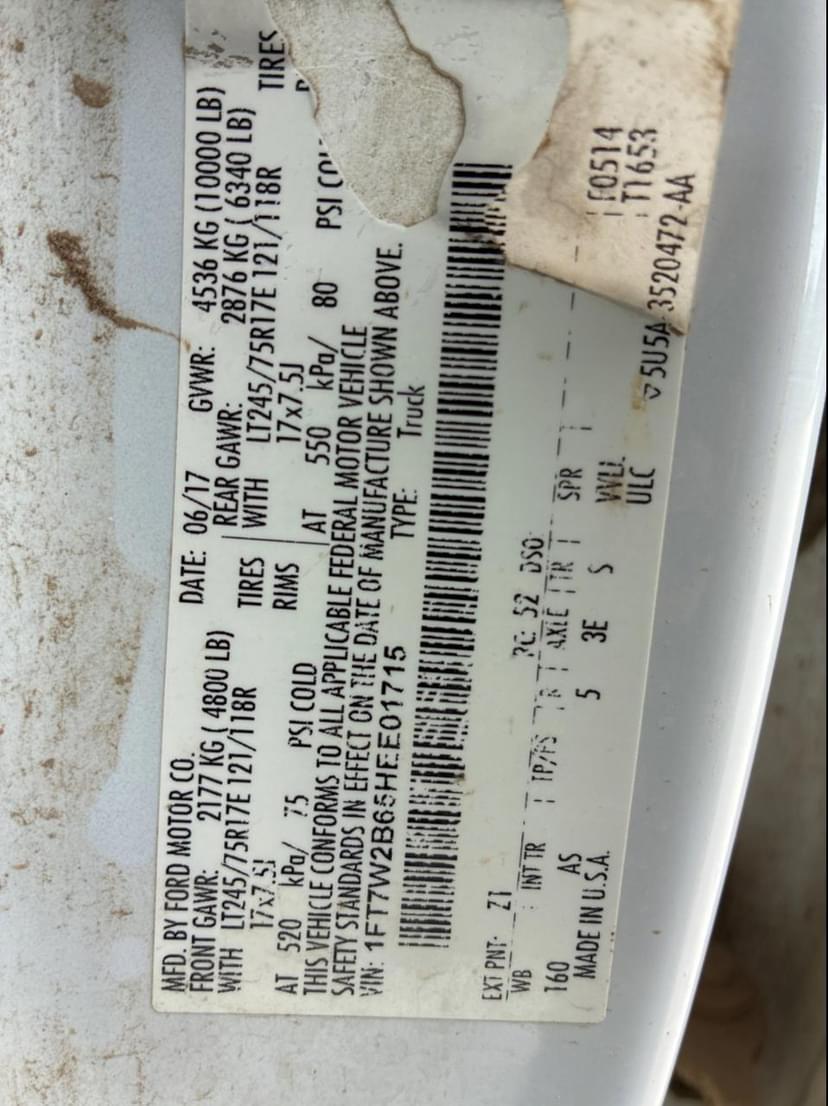 MFD. BY FORD MOTOR CO. DATE: 06/17 GVWR: 4536 KG (10000 LB)
FRONT GAWR: 2177 KG ( 4800 LB) REAR GAWR: 2876 KG ( 6340 LB)
WITH LT245/75R17E 121/118R TIRES WITH LT245/75R17E 121/118R TIRES
17x7.5J RIMS 17x7.5J
AT 520 kPa/ 75 PSI COLD AT 550 kPa/ 80 PSI
THIS VEHICLE CONFORMS TO ALL APPLICABLE FEDERAL MOTOR VEHICLE
SAFETY STANDARDS IN EFFECT ON THE DATE OF MANUFACTURE SHOWN ABOVE.
VIN: 1FT7W2B65HEE01715 TYPE: Truck
EXT PNT: Z1 RC: 52 DSO:
WB INT TR TP/PS R AXLE TR SPR
160 AS 5 3E S
MADE IN U.S.A. ULC
F0514
T1653
5U5A-3520472-AA